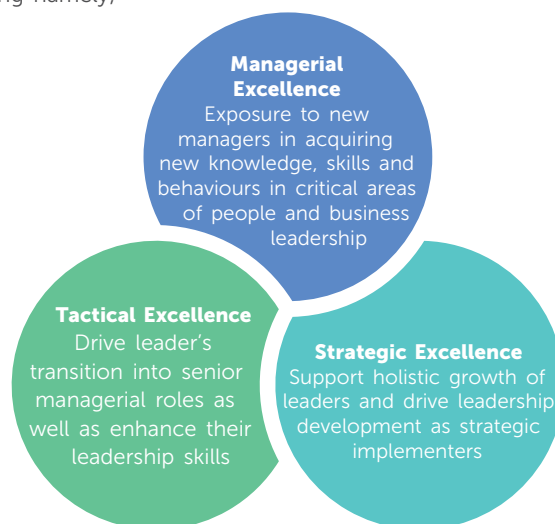 namely,
Managerial
Excellence
Exposure to new
managers in acquiring
new knowledge, skills and
behaviours in critical areas
of people and business
leadership
Tactical Excellence
Drive leader's
transition into senior
managerial roles as
well as enhance their
leadership skills
Strategic Excellence
Support holistic growth of
leaders and drive leadership
development as strategic
implementers